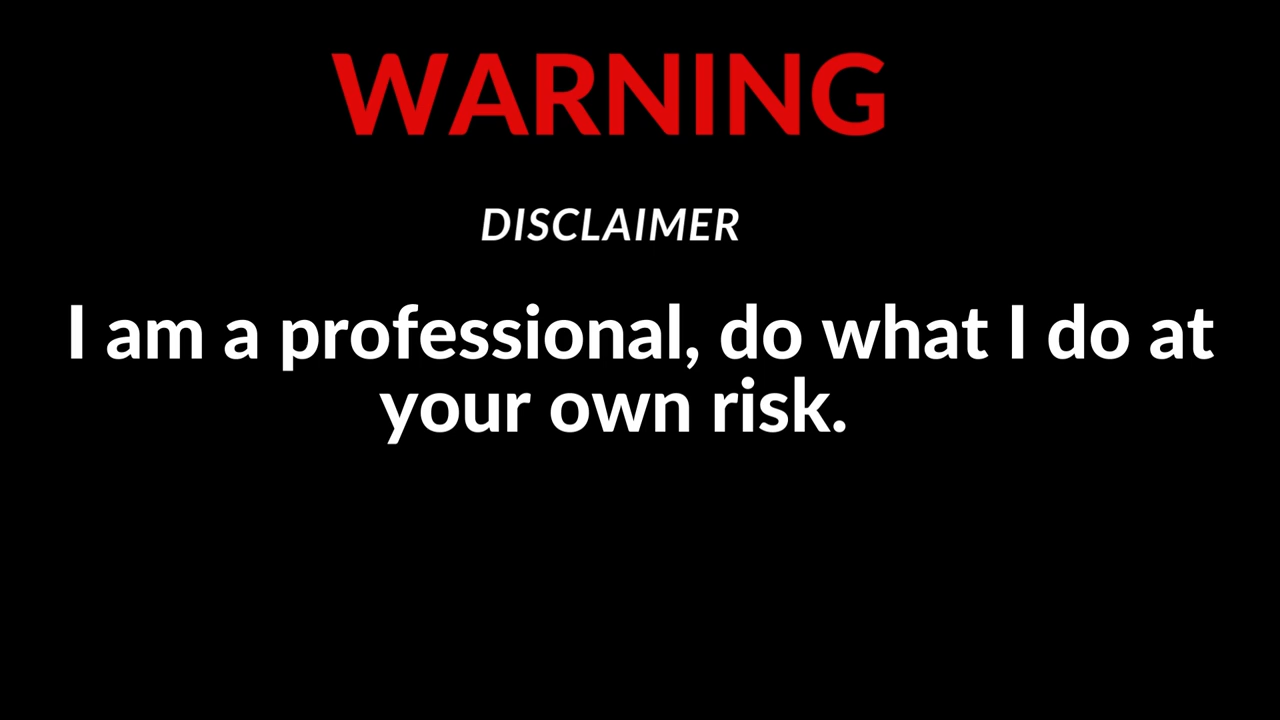 WARNING
DISCLAIMER
I am a professional, do what I do at
your own risk.